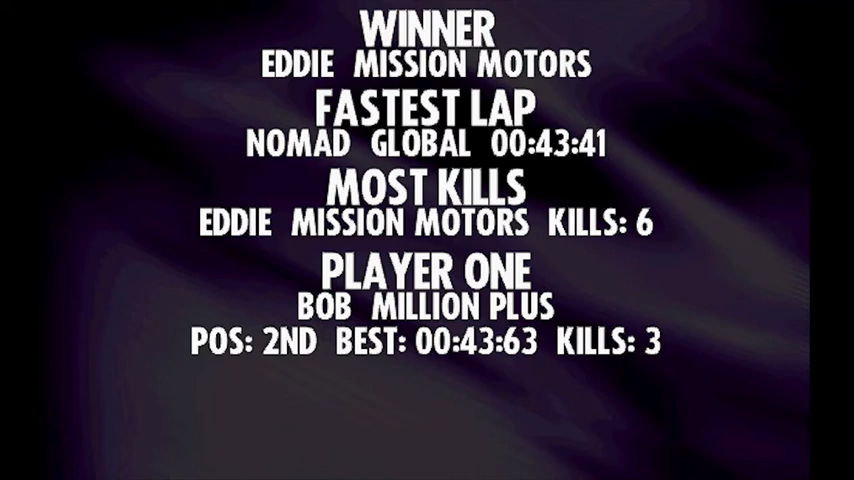 WINNER
EDDIE MISSION MOTORS
FASTEST LAP
NOMAD GLOBAL 00:43:41
MOST KILLS
EDDIE MISSION MOTORS KILLS: 6
PLAYER ONE
BOB MILLION PLUS
POS: 2ND BEST: 00:43:63 KILLS: 3